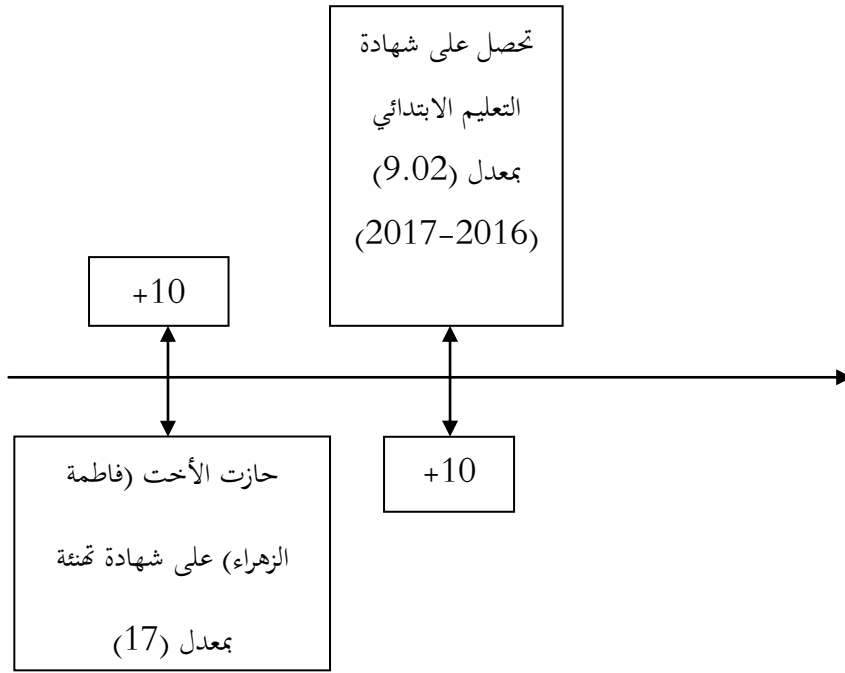 تحصل على شهادة
التعليم الابتدائي
بمعدل (9.02)
(2016-2017)
+10
حازت الأخت (فاطمة
الزهراء) على شهادة تهنئة
بمعدل (17)
+10